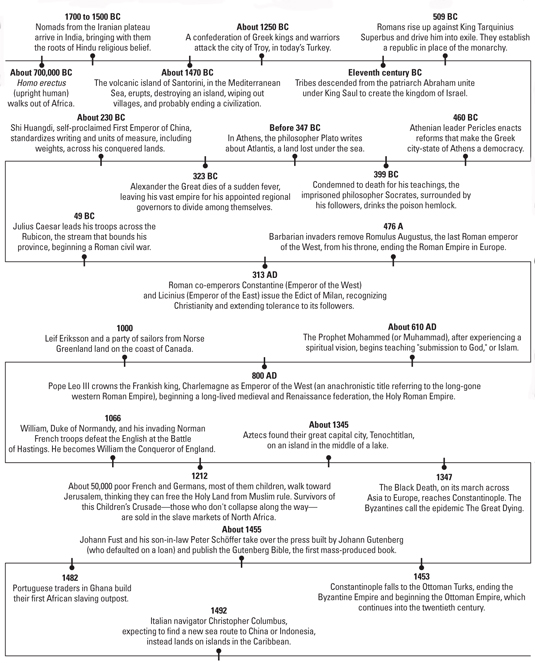 1700 to 1500 BC
Nomads from the Iranian plateau
arrive in India, bringing with them
the roots of Hindu religious belief.
About 1250 BC
A confederation of Greek kings and warriors
attack the city of Troy, in today's Turkey.
509 BC
Romans rise up against King Tarquinius
Superbus and drive him into exile. They establish
a republic in place of the monarchy.
About 700,000 BC
Homo erectus
(upright human)
walks out of Africa.
About 1470 BC
The volcanic island of Santorini, in the Mediterranean
Sea, erupts, destroying an island, wiping out
villages, and probably ending a civilization.
Eleventh century BC
Tribes descended from the patriarch Abraham unite
under King Saul to create the kingdom of Israel.
About 230 BC
Shi Huangdi, self-proclaimed First Emperor of China,
standardizes writing and units of measure, including
weights, across his conquered lands.
Before 347 BC
In Athens, the philosopher Plato writes
about Atlantis, a land lost under the sea.
460 BC
Athenian leader Pericles enacts
reforms that make the Greek
city-state of Athens a democracy.
323 BC
Alexander the Great dies of a sudden fever,
leaving his vast empire for his appointed regional
governors to divide among themselves.
399 BC
Condemned to death for his teachings, the
imprisoned philosopher Socrates, surrounded by
his followers, drinks the poison hemlock.
49 BC
Julius Caesar leads his troops across the
Rubicon, the stream that bounds his
province, beginning a Roman civil war.
476 A
Barbarian invaders remove Romulus Augustus, the last Roman emperor
of the West, from his throne, ending the Roman Empire in Europe.
313 AD
Roman co-emperors Constantine (Emperor of the West)
and Licinius (Emperor of the East) issue the Edict of Milan, recognizing
Christianity and extending tolerance to its followers.
1000
Leif Eriksson and a party of sailors from Norse
Greenland land on the coast of Canada.
About 610 AD
The Prophet Mohammed (or Muhammad), after experiencing a
spiritual vision, begins teaching "submission to God," or Islam.
800 AD
Pope Leo III crowns the Frankish king, Charlemagne as Emperor of the West (an anachronistic title referring to the long-gone
western Roman Empire), beginning a long-lived medieval and Renaissance federation, the Holy Roman Empire.
1066
William, Duke of Normandy, and his invading Norman
French troops defeat the English at the Battle
of Hastings. He becomes William the Conqueror of England.
About 1345
Aztecs found their great capital city, Tenochtitlan,
on an island in the middle of a lake.
1212
About 50,000 poor French and Germans, most of them children, walk toward
Jerusalem, thinking they can free the Holy Land from Muslim rule. Survivors of
this Children's Crusade—those who don't collapse along the way—
are sold in the slave markets of North Africa.
1347
The Black Death, on its march across
Asia to Europe, reaches Constantinople. The
Byzantines call the epidemic The Great Dying.
About 1455
Johann Fust and his son-in-law Peter Schöffer take over the press built by Johann Gutenberg
(who defaulted on a loan) and publish the Gutenberg Bible, the first mass-produced book.
1482
Portuguese traders in Ghana build
their first African slaving outpost.
1453
Constantinople falls to the Ottoman Turks, ending the
Byzantine Empire and beginning the Ottoman Empire, which
continues into the twentieth century.
1492
Italian navigator Christopher Columbus,
expecting to find a new sea route to China or Indonesia,
instead lands on islands in the Caribbean.